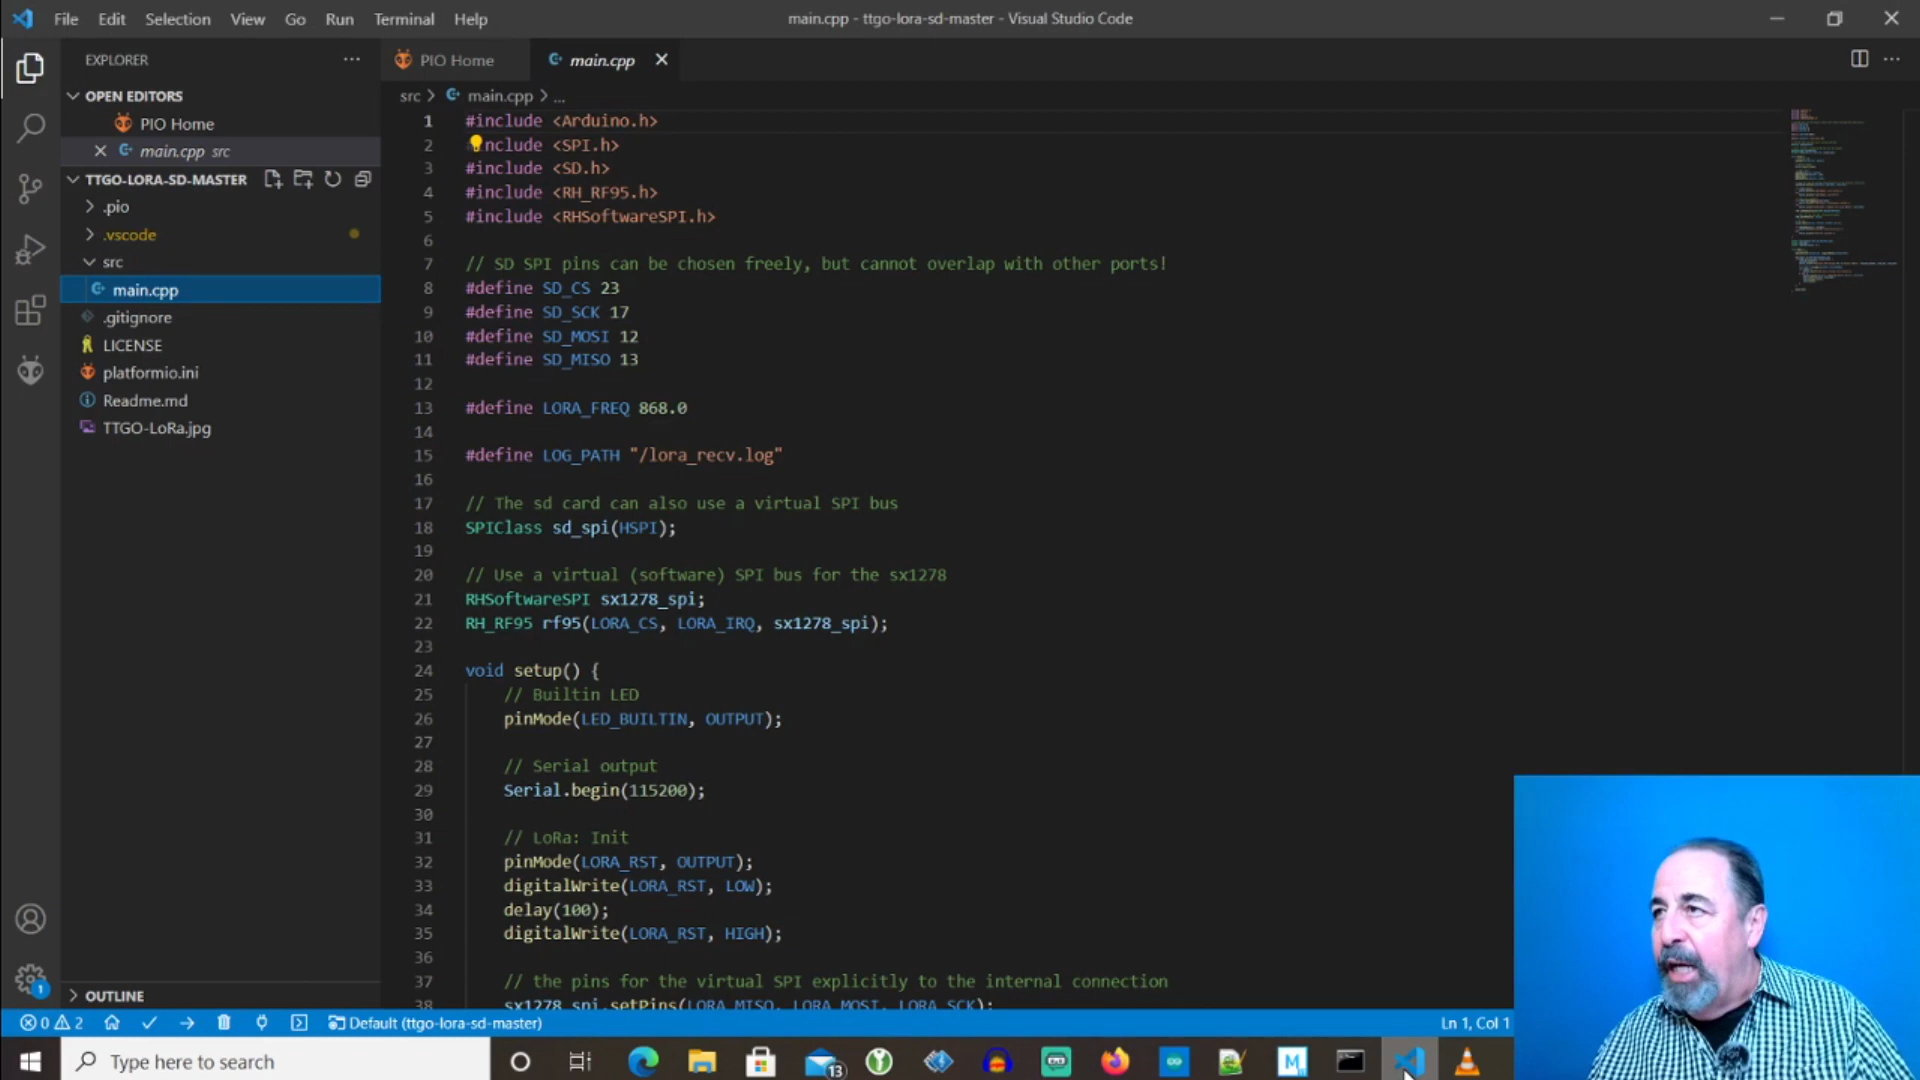 File Edit Selection View Go Run Terminal Help
main.cpp - ttgo-lora-sd-master - Visual Studio Code
EXPLORER
PIO Home
main.cpp
OPEN EDITORS
PIO Home
main.cpp src
TTGO-LORA-SD-MASTER
.pio
.vscode
src
main.cpp
.gitignore
LICENSE
platformio.ini
Readme.md
TTGO-LoRa.jpg
OUTLINE
src > main.cpp > ...
1 #include <Arduino.h>
2 nclude <SPI.h>
3 #include <SD.h>
4 #include <RH_RF95.h>
5 #include <RHSoftwareSPI.h>
6
7 // SD SPI pins can be chosen freely, but cannot overlap with other ports!
8 #define SD_CS 23
9 #define SD_SCK 17
10 #define SD_MOSI 12
11 #define SD_MISO 13
12
13 #define LORA_FREQ 868.0
14
15 #define LOG_PATH "/lora_recv.log"
16
17 // The sd card can also use a virtual SPI bus
18 SPIClass sd_spi(HSPI);
19
20 // Use a virtual (software) SPI bus for the sx1278
21 RHSoftwareSPI sx1278_spi;
22 RH_RF95 rf95(LORA_CS, LORA_IRQ, sx1278_spi);
23
24 void setup() {
25 // Builtin LED
26 pinMode(LED_BUILTIN, OUTPUT);
27
28 // Serial output
29 Serial.begin(115200);
30
31 // LoRa: Init
32 pinMode(LORA_RST, OUTPUT);
33 digitalWrite(LORA_RST, LOW);
34 delay(100);
35 digitalWrite(LORA_RST, HIGH);
36
37 // the pins for the virtual SPI explicitly to the internal connection
38 sx1278_spi.setPins(LORA_MISO, LORA_MOSI, LORA_SCK);
1
0 2 Default (ttgo-lora-sd-master) Ln 1, Col 1
Type here to search
13
M